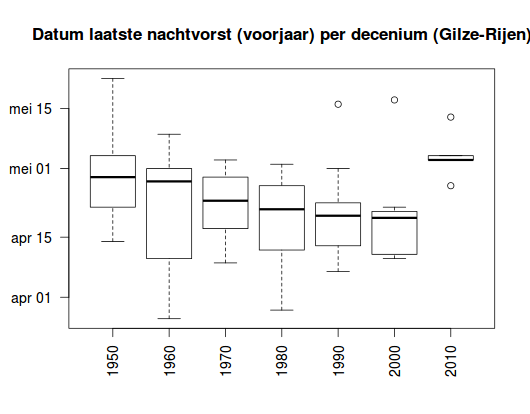 Datum laatste nachtvorst (voorjaar) per decenium (Gilze-Rijen)
mei 15
mei 01
apr 15
apr 01
1950 1960 1970 1980 1990 2000 2010